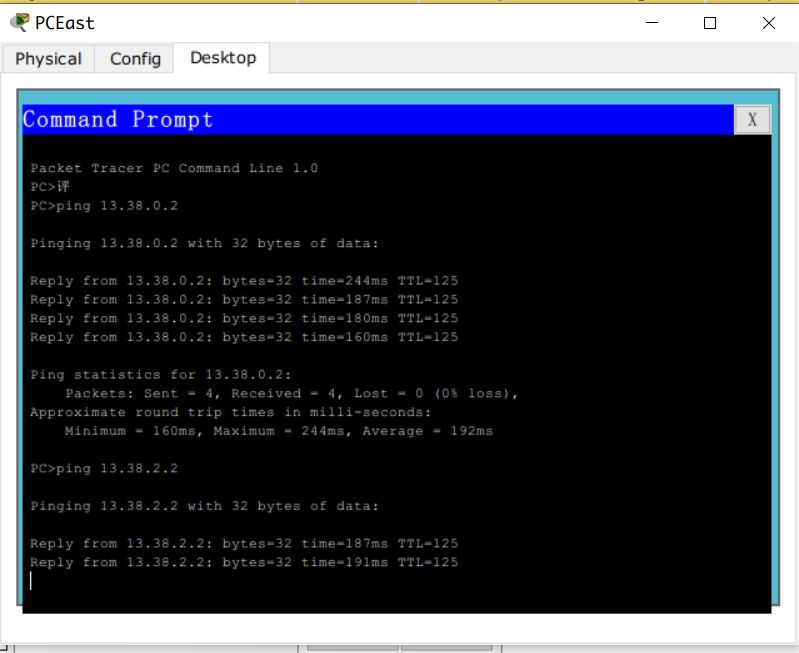 PCEast
Physical Config Desktop
Command Prompt X
Packet Tracer PC Command Line 1.0
PC>评
PC>ping 13.38.0.2
Pinging 13.38.0.2 with 32 bytes of data:
Reply from 13.38.0.2: bytes=32 time=244ms TTL=125
Reply from 13.38.0.2: bytes=32 time=187ms TTL=125
Reply from 13.38.0.2: bytes=32 time=180ms TTL=125
Reply from 13.38.0.2: bytes=32 time=160ms TTL=125
Ping statistics for 13.38.0.2:
Packets: Sent = 4, Received = 4, Lost = 0 (0% loss),
Approximate round trip times in milli-seconds:
Minimum = 160ms, Maximum = 244ms, Average = 192ms
PC>ping 13.38.2.2
Pinging 13.38.2.2 with 32 bytes of data:
Reply from 13.38.2.2: bytes=32 time=187ms TTL=125
Reply from 13.38.2.2: bytes=32 time=191ms TTL=125